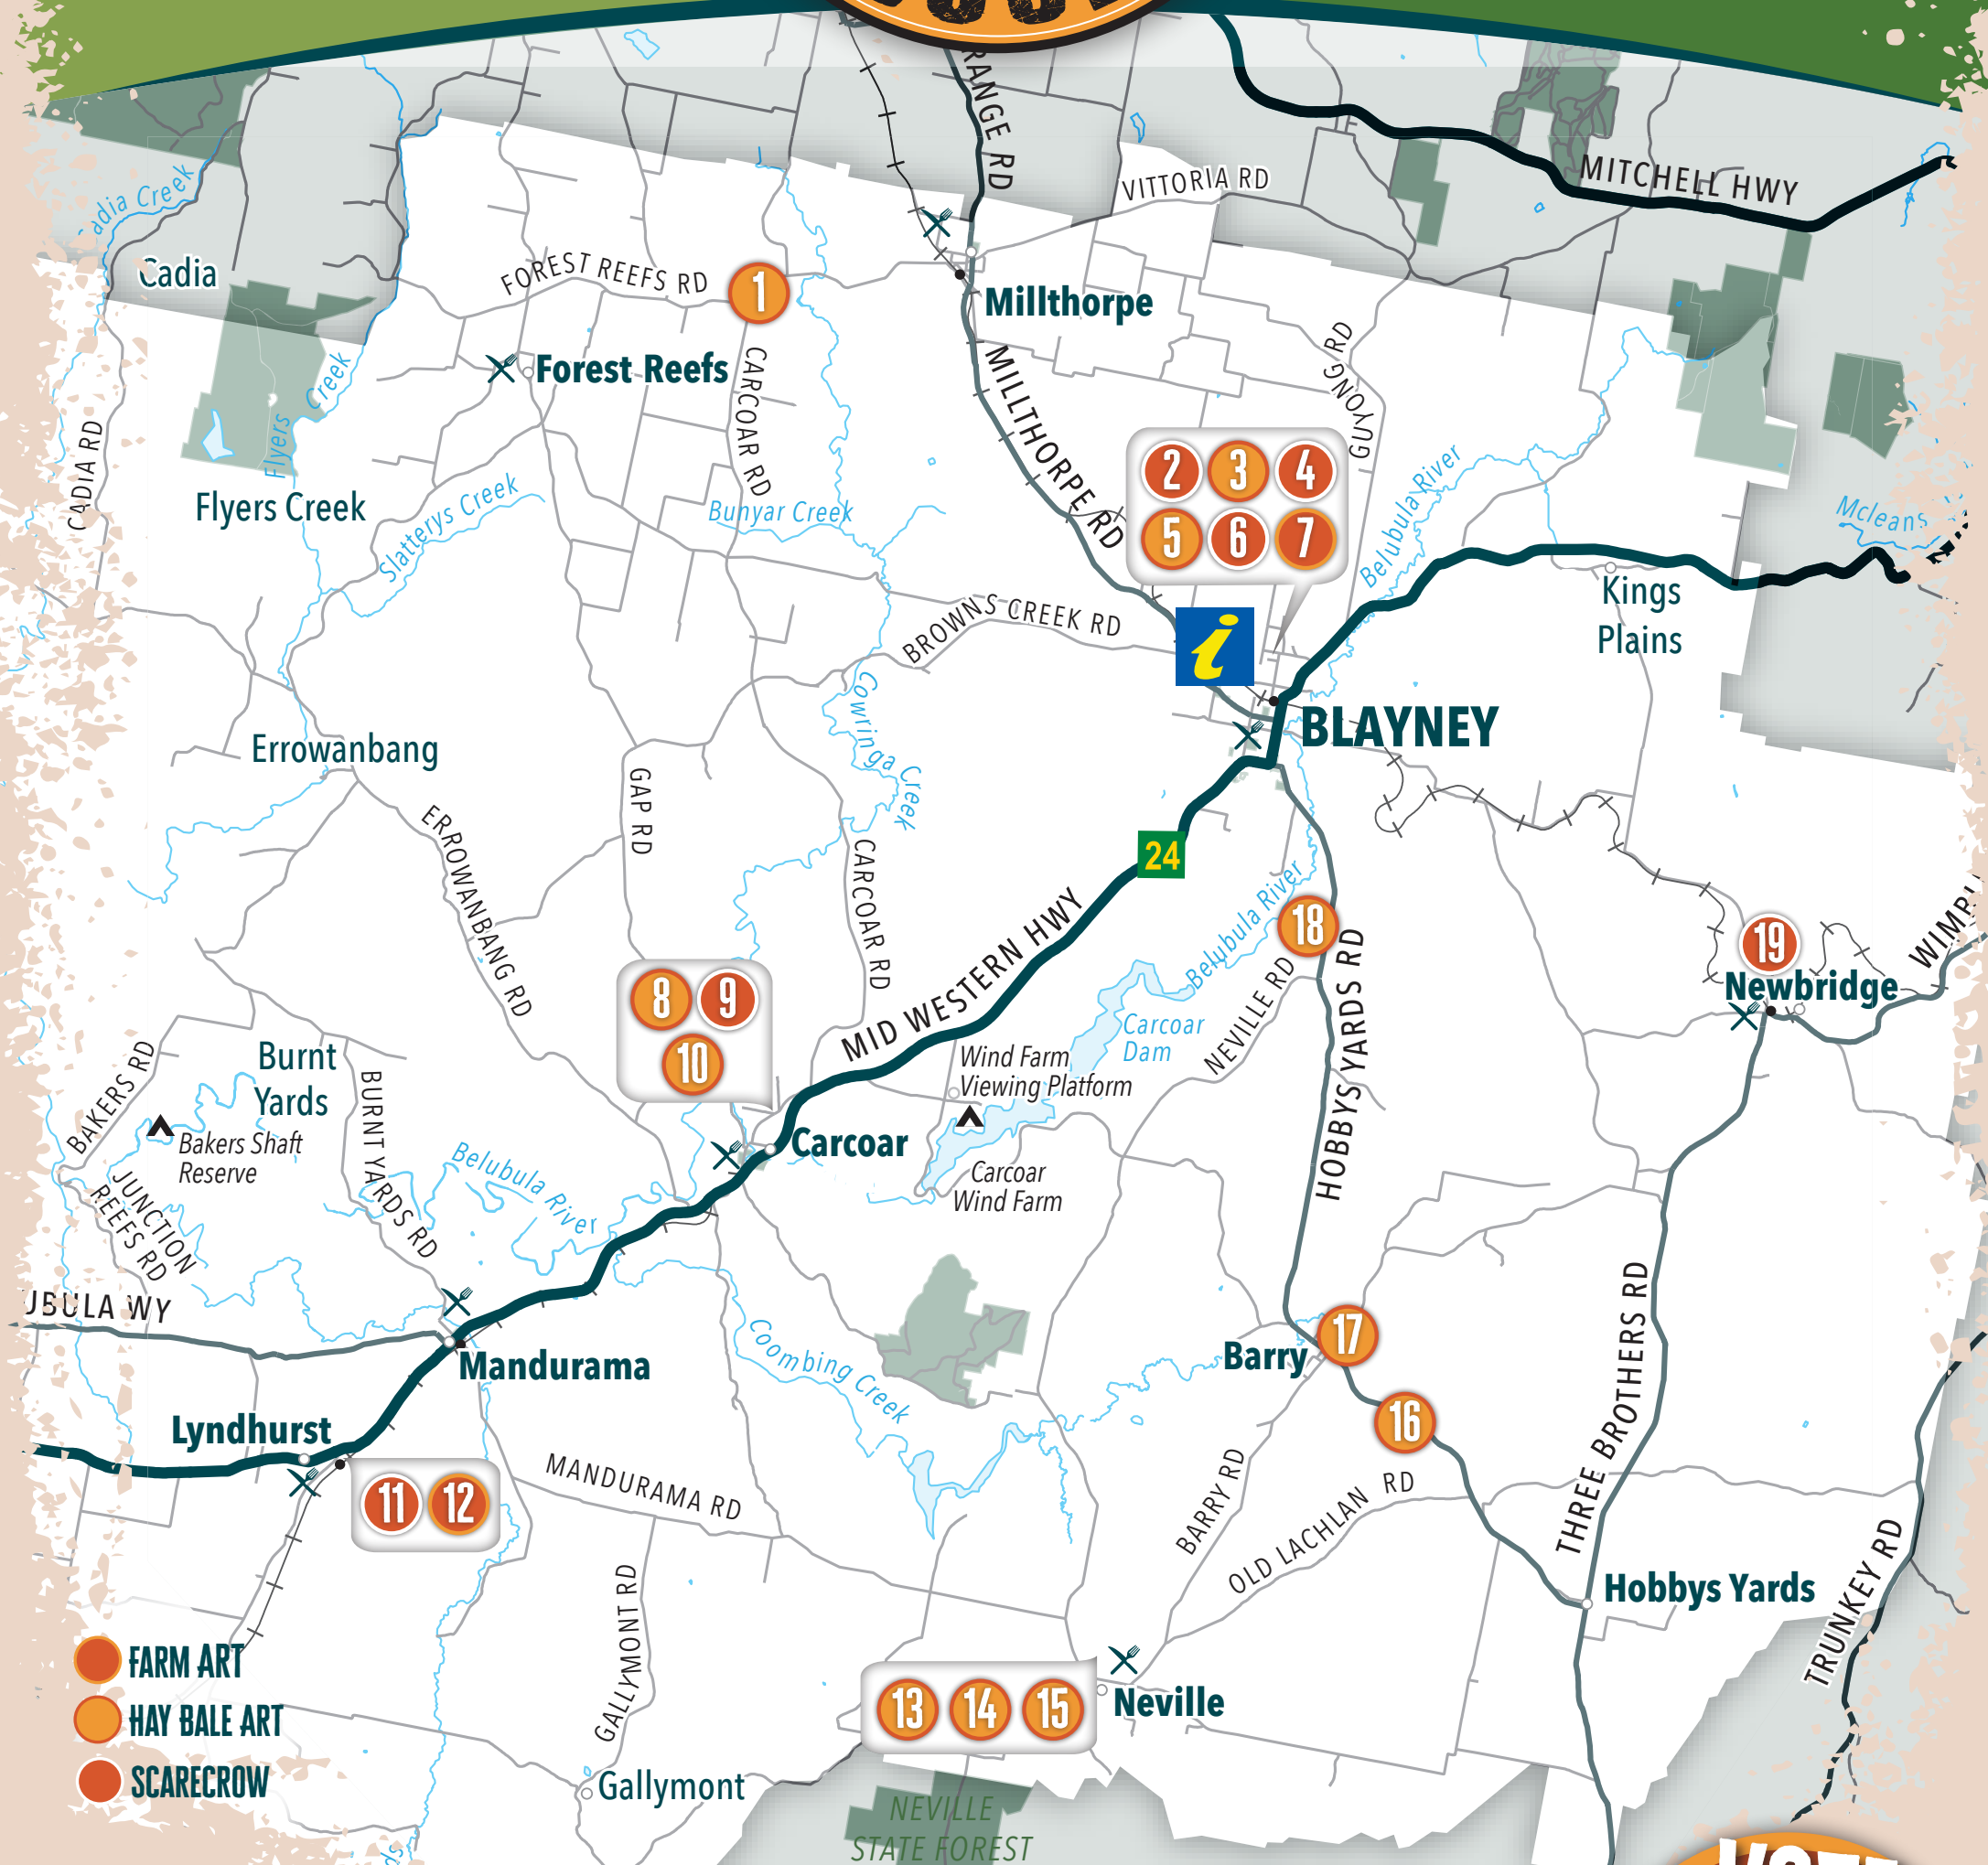 RANGE RD
MITCHELL HWY
VITTORIA RD
adia Creek
Cadia
FOREST REEFS RD
1
Millthorpe
GUYONG RD
Forest Reefs
Flyers Creek
CARCOAR RD
MILLTHORPE RD
CADIA RD
2 3 4
5 6 7
Belubula River
Flyers Creek
Slatterys Creek
Bunyar Creek
Mcleans
Kings
Plains
BROWNS CREEK RD
i
BLAYNEY
Cowringa Creek
Errowanbang
GAP RD
ERROWANBANG RD
CARCOAR RD
24
MID WESTERN HWY
Belubula River
18
HOBBYS YARDS RD
NEVILLE RD
19
Newbridge
8 9
10
Carcoar
Dam
Wind Farm
Viewing Platform
BAKERS RD
Burnt
Yards
BURNT YARDS RD
Bakers Shaft
Reserve
Carcoar
Carcoar
Wind Farm
Belubula River
JUNCTION
REEFS RD
UBULA WY
Mandurama
Coombing Creek
Barry
17
16
THREE BROTHERS RD
Lyndhurst
11 12
MANDURAMA RD
BARRY RD
OLD LACHLAN RD
Hobbys Yards
TRUNKEY RD
GALLYMONT RD
13 14 15
Neville
Gallymont
NEVILLE
STATE FOREST
FARM ART
HAY BALE ART
SCARECROW